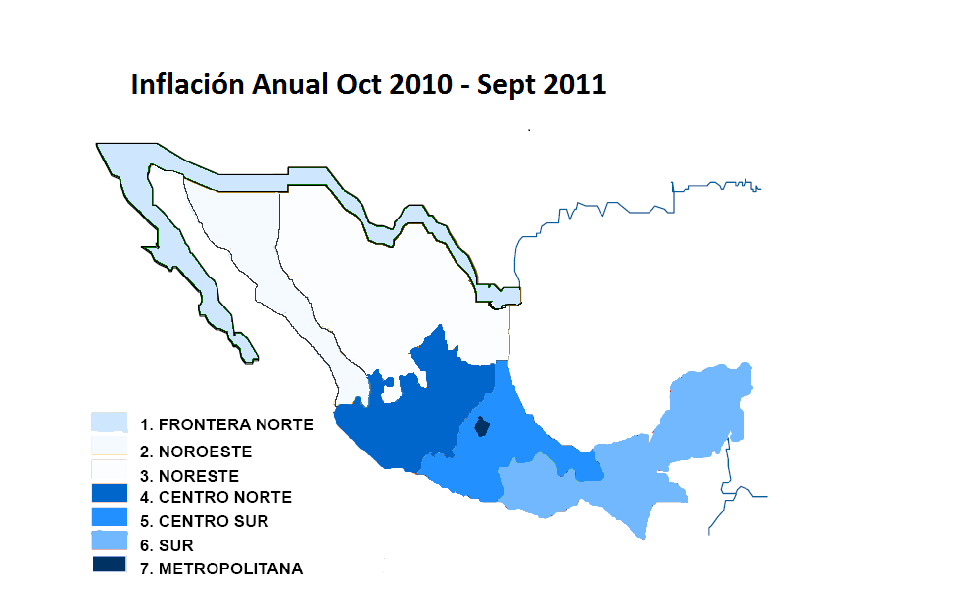 Inflación Anual Oct 2010 - Sept 2011
1. FRONTERA NORTE
2. NOROESTE
3. NORESTE
4. CENTRO NORTE
5. CENTRO SUR
6. SUR
7. METROPOLITANA